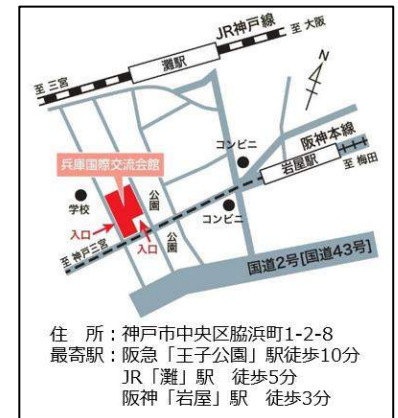 JR神戸線
至 大阪
灘駅
至 三宮
N
阪神本線
コンビニ
岩屋駅
至 梅田
兵庫国際交流会館
公園
学校
コンビニ
入口
入口
公園
至 神戸三宮
国道2号[国道43号]
住 所:神戸市中央区脇浜町1-2-8
最寄駅:阪急「王子公園」駅徒歩10分
JR「灘」駅 徒歩5分
阪神「岩屋」駅 徒歩3分